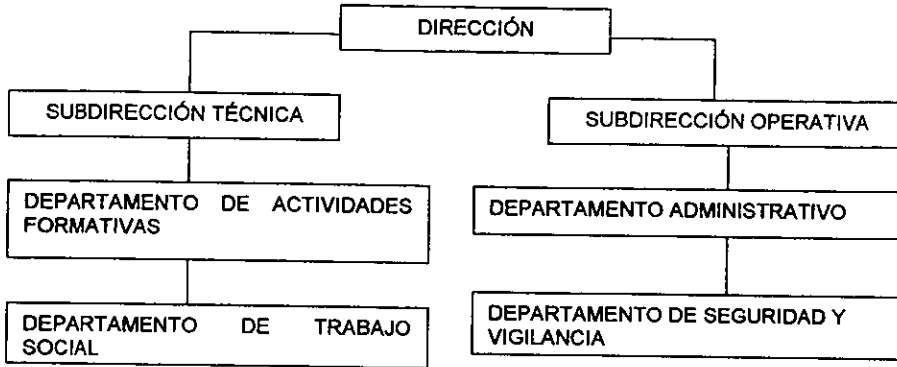 DIRECCIÓN
SUBDIRECCIÓN TÉCNICA
SUBDIRECCIÓN OPERATIVA
DEPARTAMENTO DE ACTIVIDADES
FORMATIVAS
DEPARTAMENTO ADMINISTRATIVO
DEPARTAMENTO DE TRABAJO
SOCIAL
DEPARTAMENTO DE SEGURIDAD Y
VIGILANCIA